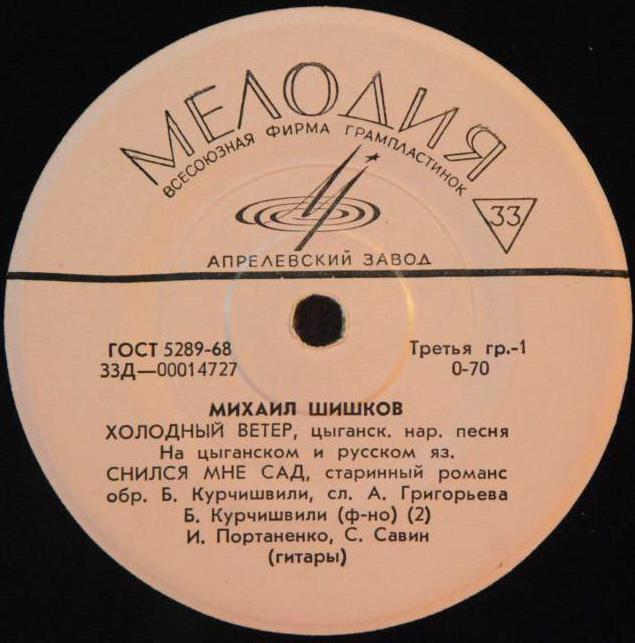 МЕЛОДИЯ
ВСЕСОЮЗНАЯ ФИРМА ГРАМПЛАСТИНОК
33
АПРЕЛЕВСКИЙ ЗАВОД
ГОСТ 5289-68 Третья гр.-1
33Д—00014727 0-70
МИХАИЛ ШИШКОВ
ХОЛОДНЫЙ ВЕТЕР, цыганск. нар. песня
На цыганском и русском яз.
СНИЛСЯ МНЕ САД, старинный романс
обр. Б. Курчишвили, сл. А. Григорьева
Б. Курчишвили (ф-но) (2)
И. Портаненко, С. Савин
(гитары)